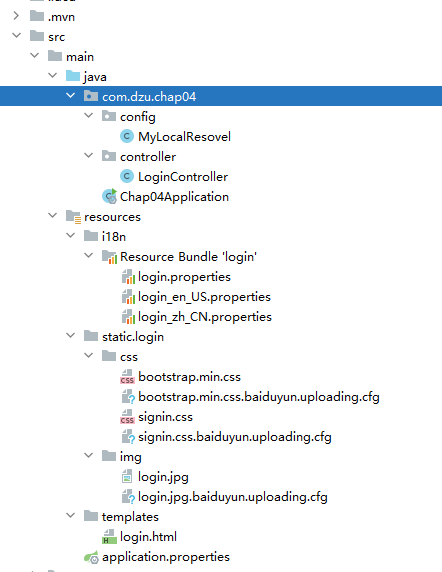 .mvn
src
main
java
com.dzu.chap04
config
MyLocalResovel
controller
LoginController
Chap04Application
resources
i18n
Resource Bundle 'login'
login.properties
login_en_US.properties
login_zh_CN.properties
static.login
css
bootstrap.min.css
bootstrap.min.css.baiduyun.uploading.cfg
signin.css
signin.css.baiduyun.uploading.cfg
img
login.jpg
login.jpg.baiduyun.uploading.cfg
templates
login.html
application.properties